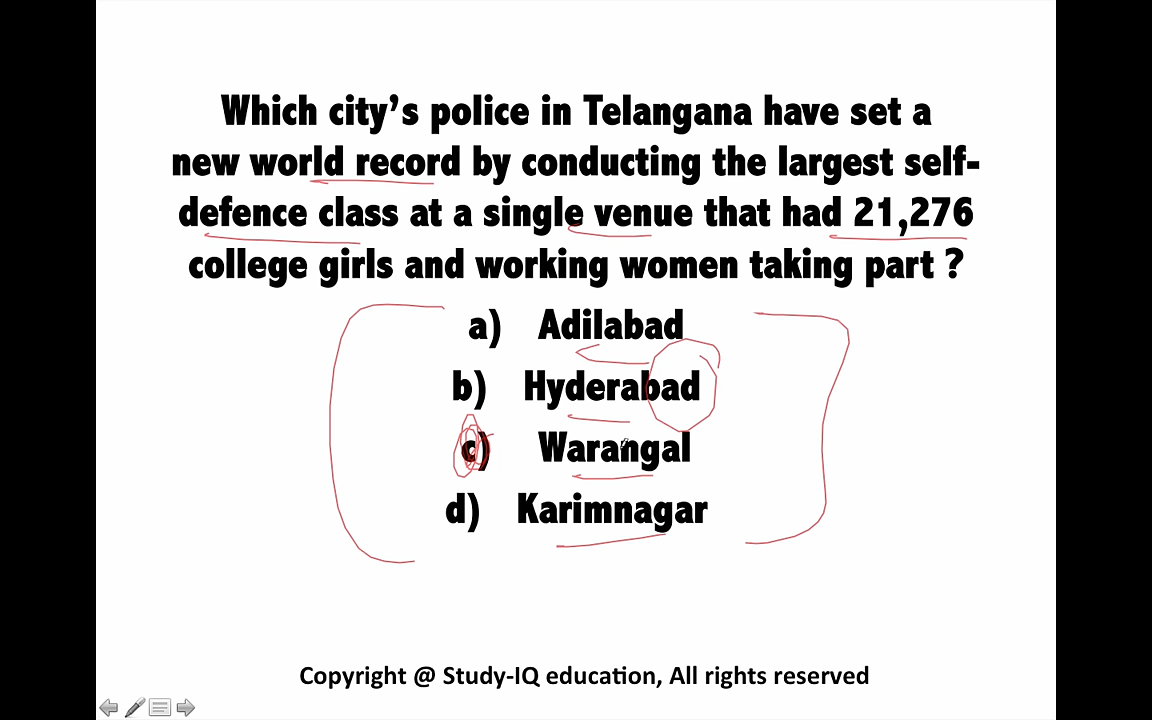 Which city’s police in Telangana have set a
new world record by conducting the largest self-
defence class at a single venue that had 21,276
college girls and working women taking part ?
a) Adilabad
b) Hyderabad
c) Warangal
d) Karimnagar
Copyright @ Study-IQ education, All rights reserved